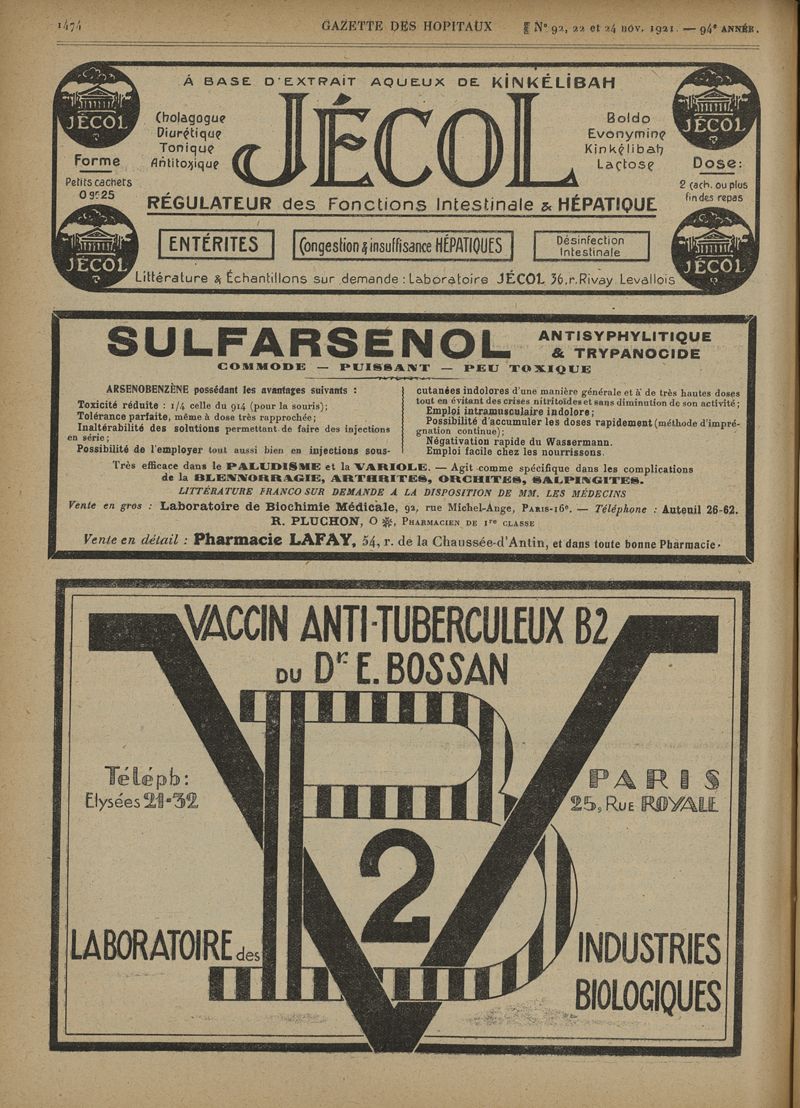 1474 GAZETTE DES HOPITAUX N° 92, 22 et 24 nov. 1921. — 94e ANNÉE.
À BASE D'EXTRAIT AQUEUX DE KINKÉLIBAH
JÉCOL
JÉCOL
JÉCOL
Cholagogue
Diurétique
Tonique
Antitoxique
Boldo
Evonymine
Kinkélibah
Lactose
Forme
Petits cachets
0gr25
Dose:
2 cach. ou plus
fin des repas
RÉGULATEUR des Fonctions Intestinale & HÉPATIQUE
JÉCOL
JÉCOL
ENTÉRITES
Congestion & insuffisance HÉPATIQUES
Désinfection
Intestinale
Littérature & Échantillons sur demande : Laboratoire JÉCOL 36, r. Rivay Levallois
SULFARSENOL
ANTISYPHYLITIQUE
& TRYPANOCIDE
COMMODE — PUISSANT — PEU TOXIQUE
ARSENOBENZÈNE possédant les avantages suivants :
Toxicité réduite : 1/4 celle du 914 (pour la souris);
Tolérance parfaite, même à dose très rapprochée;
Inaltérabilité des solutions permettant de faire des injections
en série;
Possibilité de l'employer tout aussi bien en injections sous-
cutanées indolores d'une manière générale et à de très hautes doses
tout en évitant des crises nitritoïdes et sans diminution de son activité;
Emploi intramusculaire indolore;
Possibilité d'accumuler les doses rapidement (méthode d'impré-
gnation continue);
Négativation rapide du Wassermann.
Emploi facile chez les nourrissons.
Très efficace dans le PALUDISME et la VARIOLE. — Agit comme spécifique dans les complications
de la BLENNORRAGIE, ARTHRITES, ORCHITES, SALPINGITES.
LITTÉRATURE FRANCO SUR DEMANDE A LA DISPOSITION DE MM. LES MÉDECINS
Vente en gros : Laboratoire de Biochimie Médicale, 92, rue Michel-Ange, PARIS-16e. — Téléphone : Auteuil 26-62.
R. PLUCHON, O ✻, PHARMACIEN DE 1re CLASSE
Vente en détail : Pharmacie LAFAY, 54, r. de la Chaussée-d'Antin, et dans toute bonne Pharmacie.
VACCIN ANTI-TUBERCULEUX B2
DU Dr. E. BOSSAN
Téléph:
Elysées 21-32
PARIS
25, RUE ROYALE
BV
2
LABORATOIRE des INDUSTRIES
BIOLOGIQUES